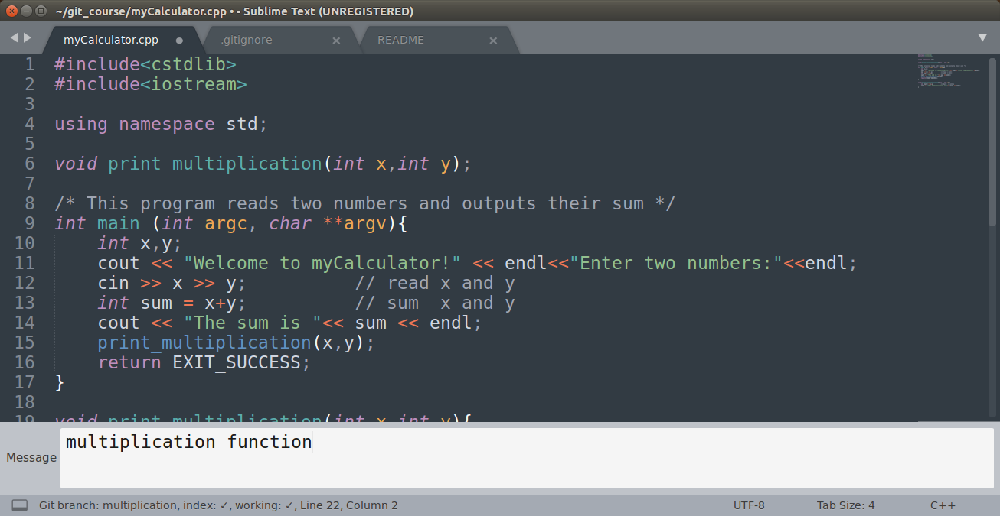 ~/git_course/myCalculator.cpp • - Sublime Text (UNREGISTERED)
myCalculator.cpp .gitignore README
1 #include<cstdlib>
2 #include<iostream>
3
4 using namespace std;
5
6 void print_multiplication(int x,int y);
7
8 /* This program reads two numbers and outputs their sum */
9 int main (int argc, char **argv){
10 int x,y;
11 cout << "Welcome to myCalculator!" << endl<<"Enter two numbers:"<<endl;
12 cin >> x >> y; // read x and y
13 int sum = x+y; // sum  x and y
14 cout << "The sum is "<< sum << endl;
15 print_multiplication(x,y);
16 return EXIT_SUCCESS;
17 }
18
19 void print_multiplication(int x,int y){
Message multiplication function
Git branch: multiplication, index: ✓, working: ✓, Line 22, Column 2 UTF-8 Tab Size: 4 C++